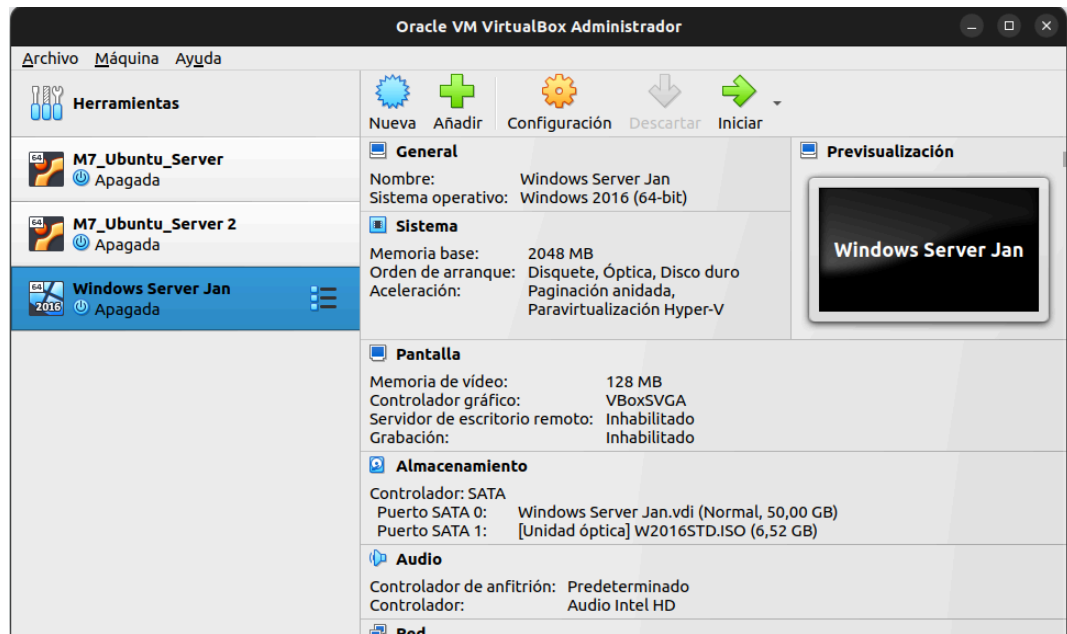 Oracle VM VirtualBox Administrador
Archivo Máquina Ayuda
Herramientas
Nueva Añadir Configuración Descartar Iniciar
64
M7_Ubuntu_Server
Apagada
64
M7_Ubuntu_Server 2
Apagada
64
2016
Windows Server Jan
Apagada
General
Nombre: Windows Server Jan
Sistema operativo: Windows 2016 (64-bit)
Sistema
Memoria base: 2048 MB
Orden de arranque: Disquete, Óptica, Disco duro
Aceleración: Paginación anidada,
Paravirtualización Hyper-V
Previsualización
Windows Server Jan
Pantalla
Memoria de vídeo: 128 MB
Controlador gráfico: VBoxSVGA
Servidor de escritorio remoto: Inhabilitado
Grabación: Inhabilitado
Almacenamiento
Controlador: SATA
Puerto SATA 0: Windows Server Jan.vdi (Normal, 50,00 GB)
Puerto SATA 1: [Unidad óptica] W2016STD.ISO (6,52 GB)
Audio
Controlador de anfitrión: Predeterminado
Controlador: Audio Intel HD
Red